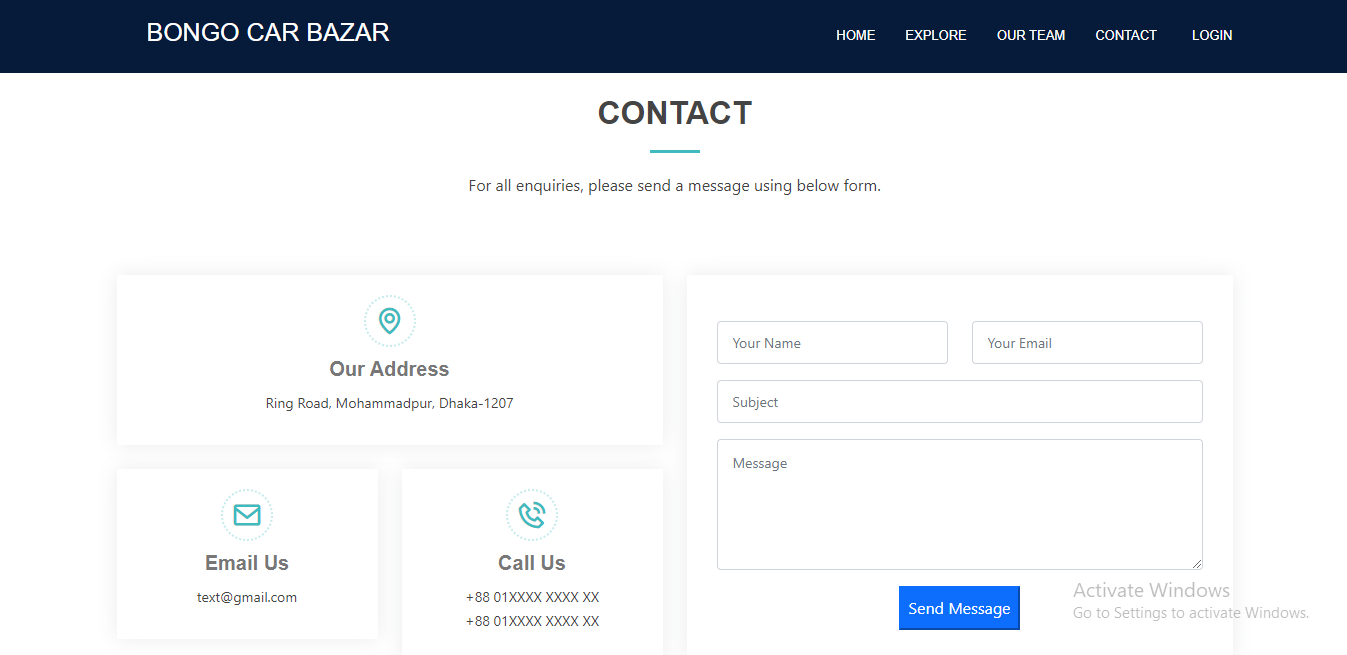 BONGO CAR BAZAR
HOME EXPLORE OUR TEAM CONTACT LOGIN
CONTACT
For all enquiries, please send a message using below form.
Our Address
Ring Road, Mohammadpur, Dhaka-1207
Email Us
text@gmail.com
Call Us
+88 01XXXX XXXX XX
+88 01XXXX XXXX XX
Your Name
Your Email
Subject
Message
Send Message
Activate Windows
Go to Settings to activate Windows.